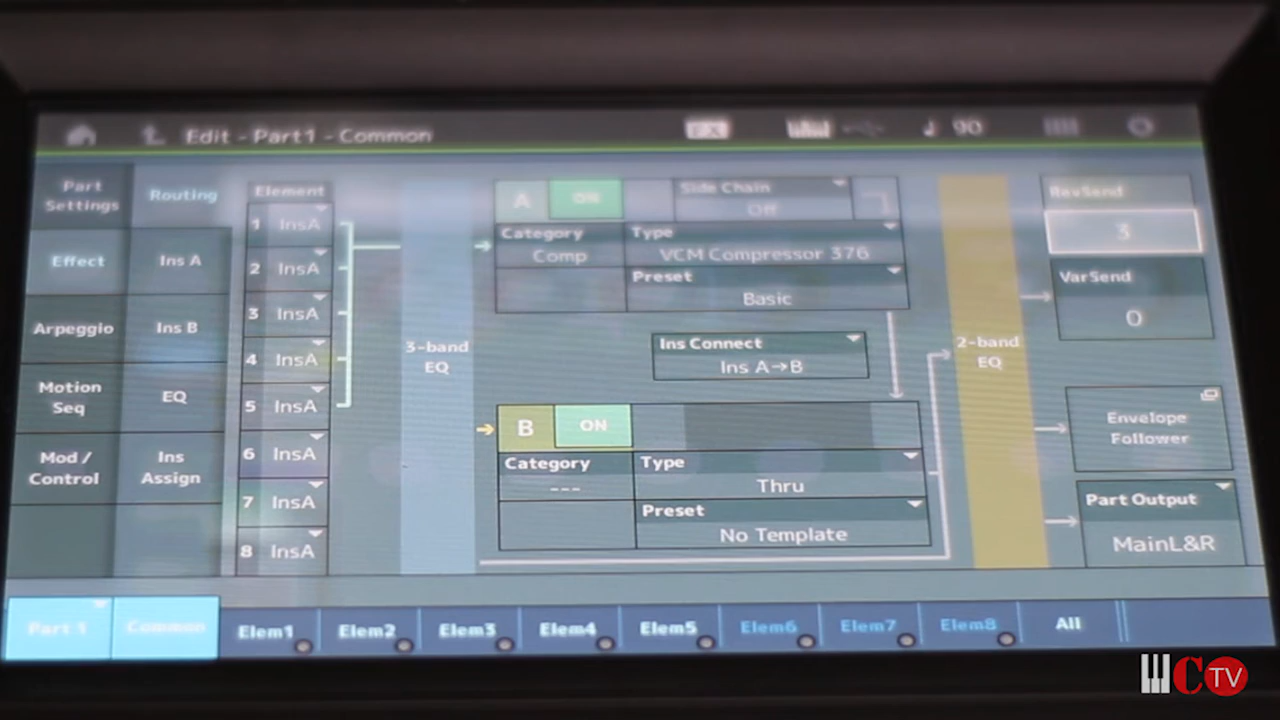 Edit - Part1 - Common
FX
90
Part
Settings
Effect
Arpeggio
Motion
Seq
Mod /
Control
Routing
Ins A
Ins B
EQ
Ins
Assign
Element
1 InsA
2 InsA
3 InsA
4 InsA
5 InsA
6 InsA
7 InsA
8 InsA
3-band
EQ
A ON
Side Chain
Off
Category
Comp
Type
VCM Compressor 376
Preset
Basic
Ins Connect
Ins A→B
B ON
Category
---
Type
Thru
Preset
No Template
2-band
EQ
RevSend
3
VarSend
0
Envelope
Follower
Part Output
MainL&R
Part 1 Common Elem1 Elem2 Elem3 Elem4 Elem5 Elem6 Elem7 Elem8 All
CTV